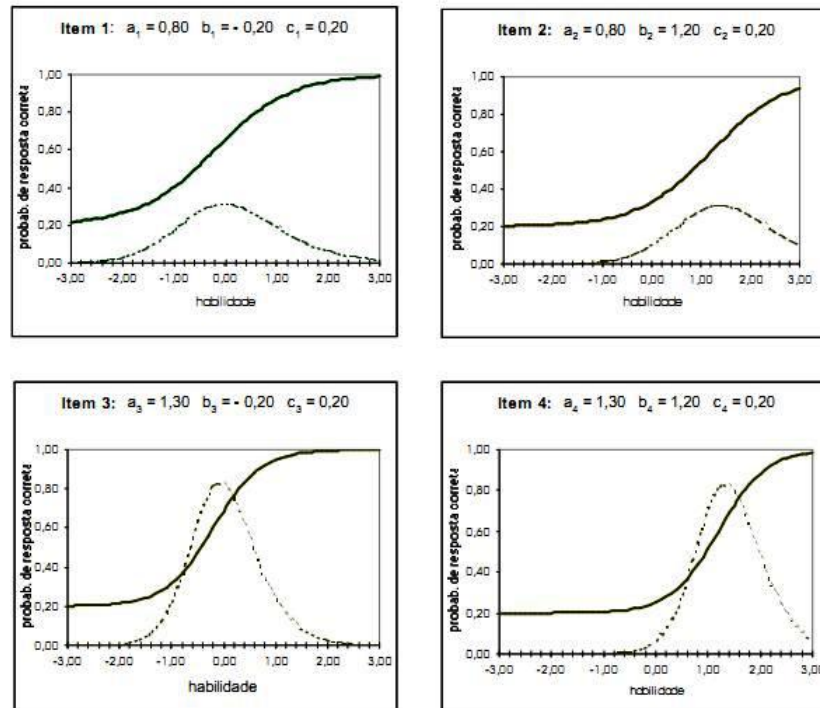 Item 1: a₁ = 0,80 b₁ = - 0,20 c₁ = 0,20
1,00
0,80
0,60
0,40
0,20
0,00
-3,00 -2,00 -1,00 0,00 1,00 2,00 3,00
probab. de resposta correta
habilidade
Item 2: a₂ = 0,80 b₂ = 1,20 c₂ = 0,20
1,00
0,80
0,60
0,40
0,20
0,00
-3,00 -2,00 -1,00 0,00 1,00 2,00 3,00
probab. de resposta correta
habilidade
Item 3: a₃ = 1,30 b₃ = - 0,20 c₃ = 0,20
1,00
0,80
0,60
0,40
0,20
0,00
-3,00 -2,00 -1,00 0,00 1,00 2,00 3,00
probab. de resposta correta
habilidade
Item 4: a₄ = 1,30 b₄ = 1,20 c₄ = 0,20
1,00
0,80
0,60
0,40
0,20
0,00
-3,00 -2,00 -1,00 0,00 1,00 2,00 3,00
probab. de resposta correta
habilidade